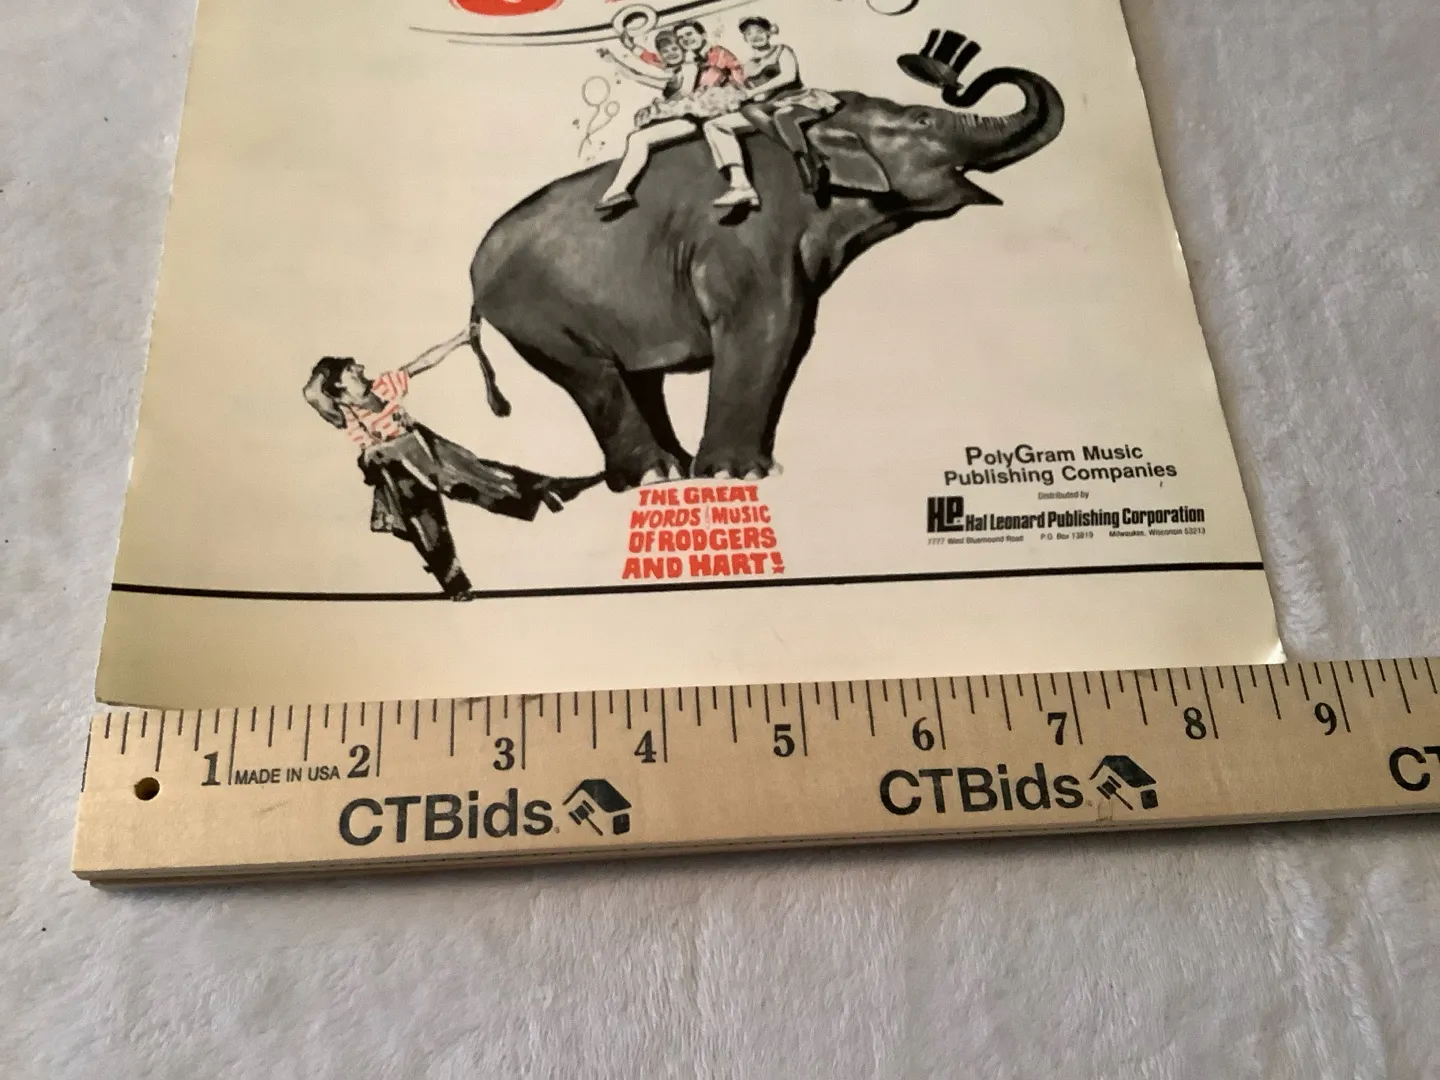 THE GREAT
WORDS & MUSIC
OF RODGERS
AND HART!
PolyGram Music
Publishing Companies
Distributed by
HLP Hal Leonard Publishing Corporation
7777 West Bluemound Road P.O. Box 13819 Milwaukee, Wisconsin 53213
1 MADE IN USA 2 3 4 5 6 7 8 9
CTBids CTBids CT